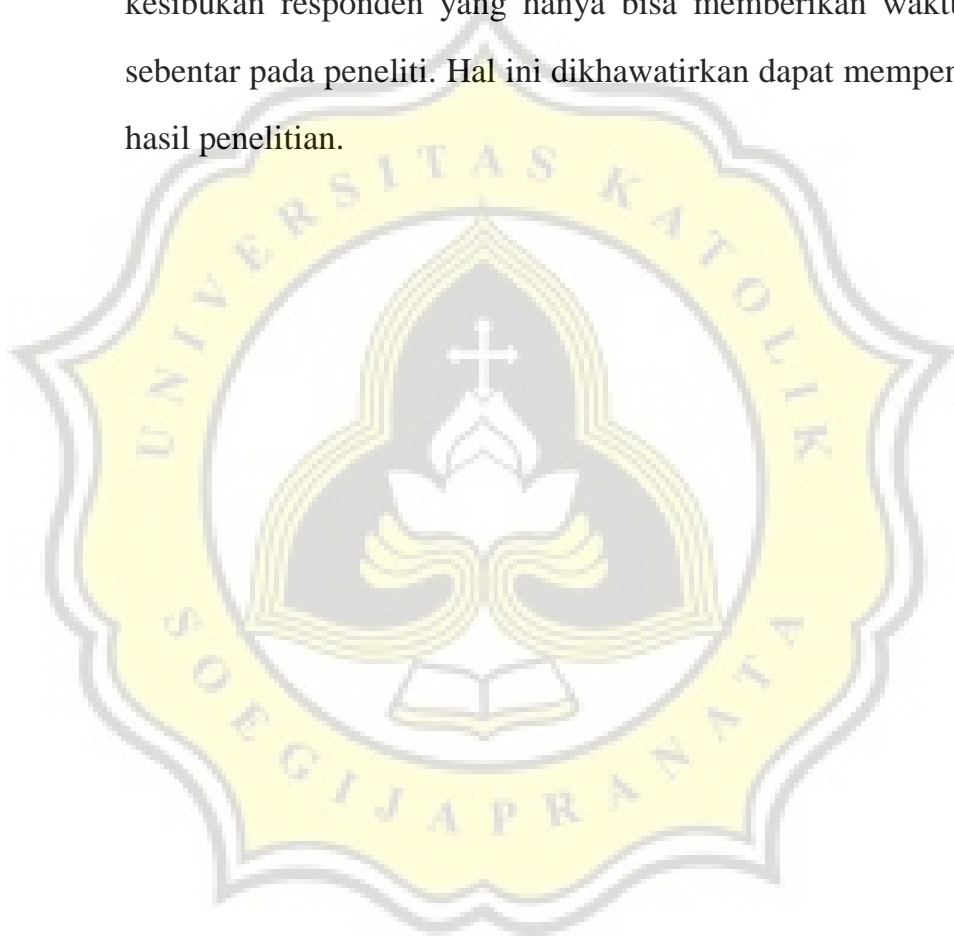 kesibukan responden yang hanya bisa memberikan waktu
sebentar pada peneliti. Hal ini dikhawatirkan dapat
hasil penelitian.
UNIVERSITAS KATOLIK
SOEGIJAPRANATA